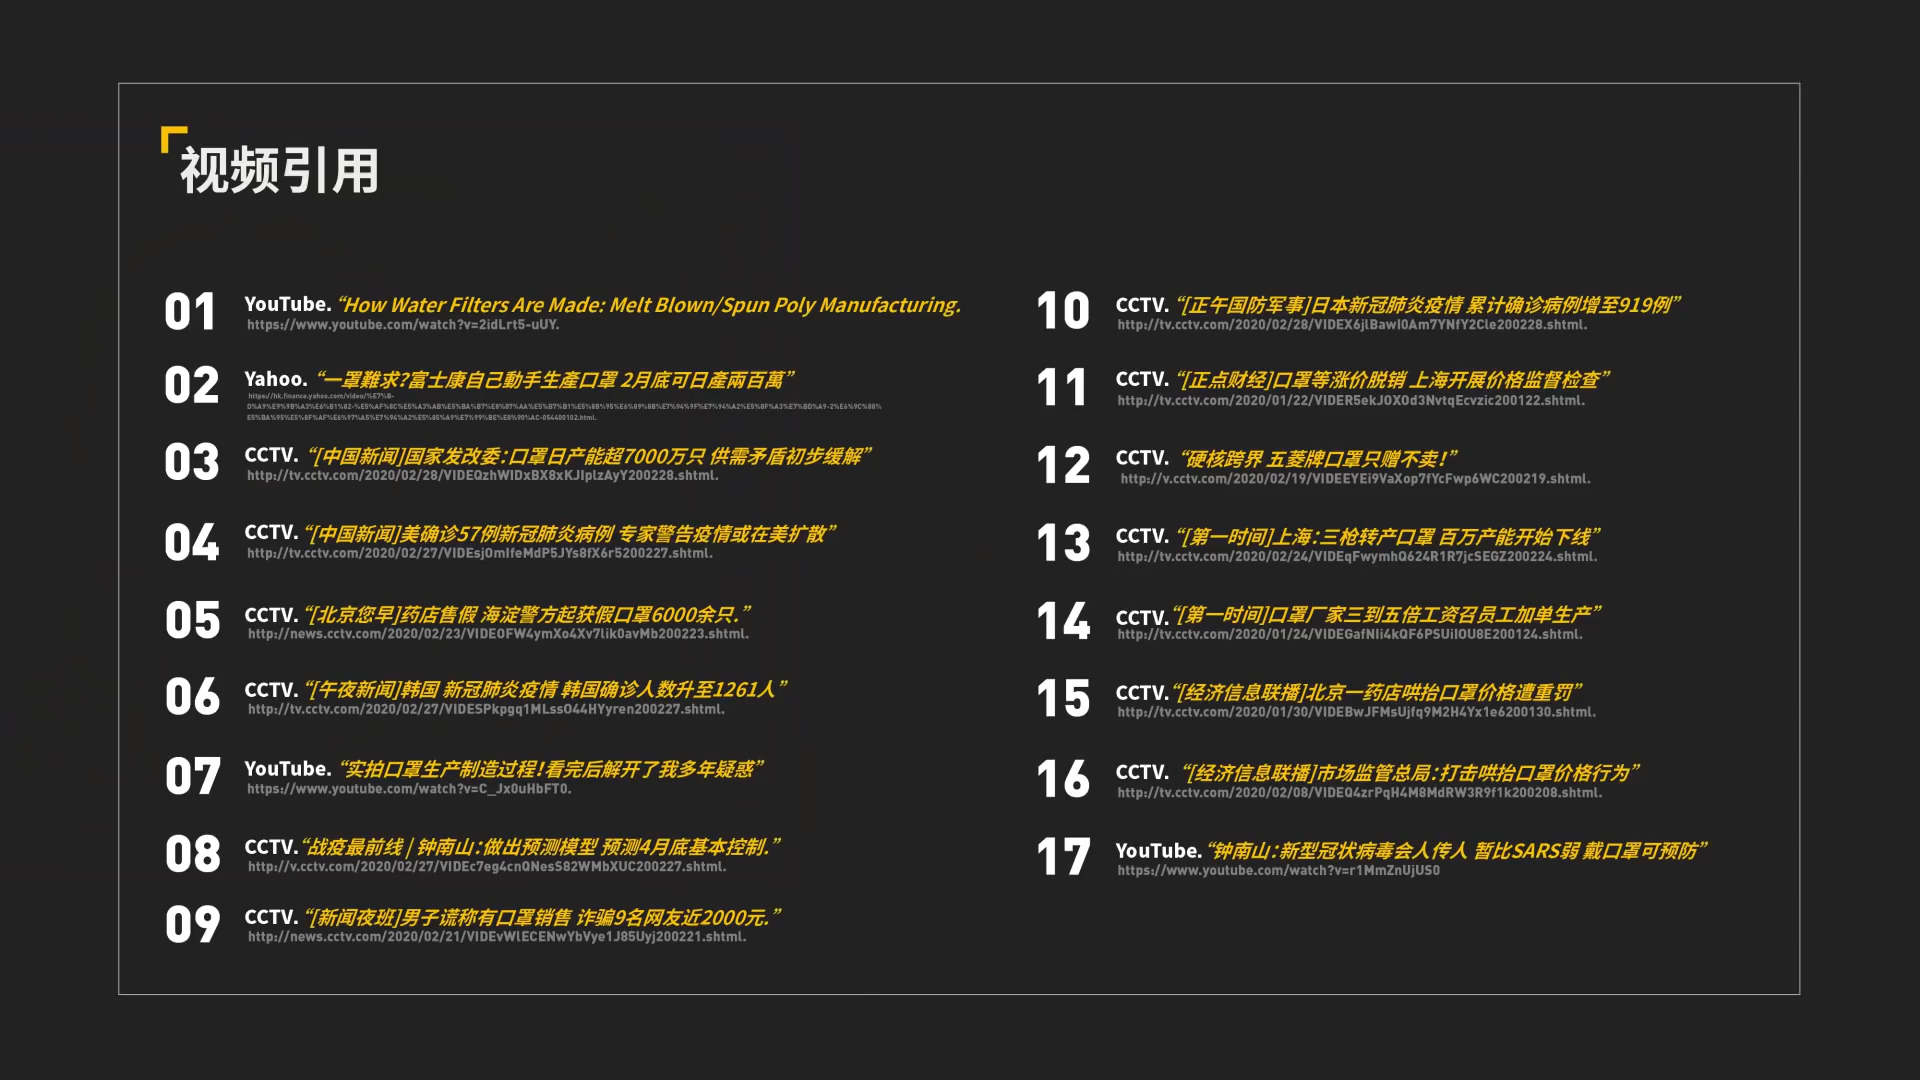 视频引用
01
YouTube. “How Water Filters Are Made: Melt Blown/Spun Poly Manufacturing.
https://www.youtube.com/watch?v=2idLrt5-uUY.
02
Yahoo. “一罩難求?富士康自己動手生產口罩 2月底可日產兩百萬”
https://hk.finance.yahoo.com/video/%E7%B-
03
CCTV. “[中国新闻]国家发改委:口罩日产能超7000万只 供需矛盾初步缓解”
http://tv.cctv.com/2020/02/28/VIDEQzhWIDxBX8xKJIplzAyY200228.shtml.
04
CCTV. “[中国新闻]美确诊57例新冠肺炎病例 专家警告疫情或在美扩散”
http://tv.cctv.com/2020/02/27/VIDEsjOmIfeMdP5JYs8fX6r5200227.shtml.
05
CCTV. “[北京您早]药店售假 海淀警方起获假口罩6000余只.”
http://news.cctv.com/2020/02/23/VIDEOFW4ymXo4Xv7lik0avMb200223.shtml.
06
CCTV. “[午夜新闻]韩国 新冠肺炎疫情 韩国确诊人数升至1261人”
http://tv.cctv.com/2020/02/27/VIDESPkpgq1MLssO44HYyren200227.shtml.
07
YouTube. “实拍口罩生产制造过程!看完后解开了我多年疑惑”
https://www.youtube.com/watch?v=C_Jx0uHbFT0.
08
CCTV.“战疫最前线 | 钟南山:做出预测模型 预测4月底基本控制.”
http://v.cctv.com/2020/02/27/VIDEc7eg4cnQNesS82WMbXUC200227.shtml.
09
CCTV. “[新闻夜班]男子谎称有口罩销售 诈骗9名网友近2000元.”
http://news.cctv.com/2020/02/21/VIDEvWlECENwYbVye1J85Uyj200221.shtml.
10
CCTV. “[正午国防军事]日本新冠肺炎疫情 累计确诊病例增至919例”
http://tv.cctv.com/2020/02/28/VIDEX6jlBawI0Am7YNfY2Cle200228.shtml.
11
CCTV. “[正点财经]口罩等涨价脱销 上海开展价格监督检查”
http://tv.cctv.com/2020/01/22/VIDER5ekJOXOd3NvtqEcvzic200122.shtml.
12
CCTV. “硬核跨界 五菱牌口罩只赠不卖!”
http://v.cctv.com/2020/02/19/VIDEEYEi9VaXop7fYcFwp6WC200219.shtml.
13
CCTV. “[第一时间]上海:三枪转产口罩 百万产能开始下线”
http://tv.cctv.com/2020/02/24/VIDEqFwymhQ624R1R7jcSEGZ200224.shtml.
14
CCTV.“[第一时间]口罩厂家三到五倍工资召员工加单生产”
http://tv.cctv.com/2020/01/24/VIDEGafNIi4kQF6PSUiIOU8E200124.shtml.
15
CCTV.“[经济信息联播]北京一药店哄抬口罩价格遭重罚”
http://tv.cctv.com/2020/01/30/VIDEBwJFMsUjfq9M2H4Yx1e6200130.shtml.
16
CCTV. “[经济信息联播]市场监管总局:打击哄抬口罩价格行为”
http://tv.cctv.com/2020/02/08/VIDEQ4zrPqH4M8MdRW3R9f1k200208.shtml.
17
YouTube.“钟南山:新型冠状病毒会人传人 暂比SARS弱 戴口罩可预防”
https://www.youtube.com/watch?v=r1MmZnUjUS0